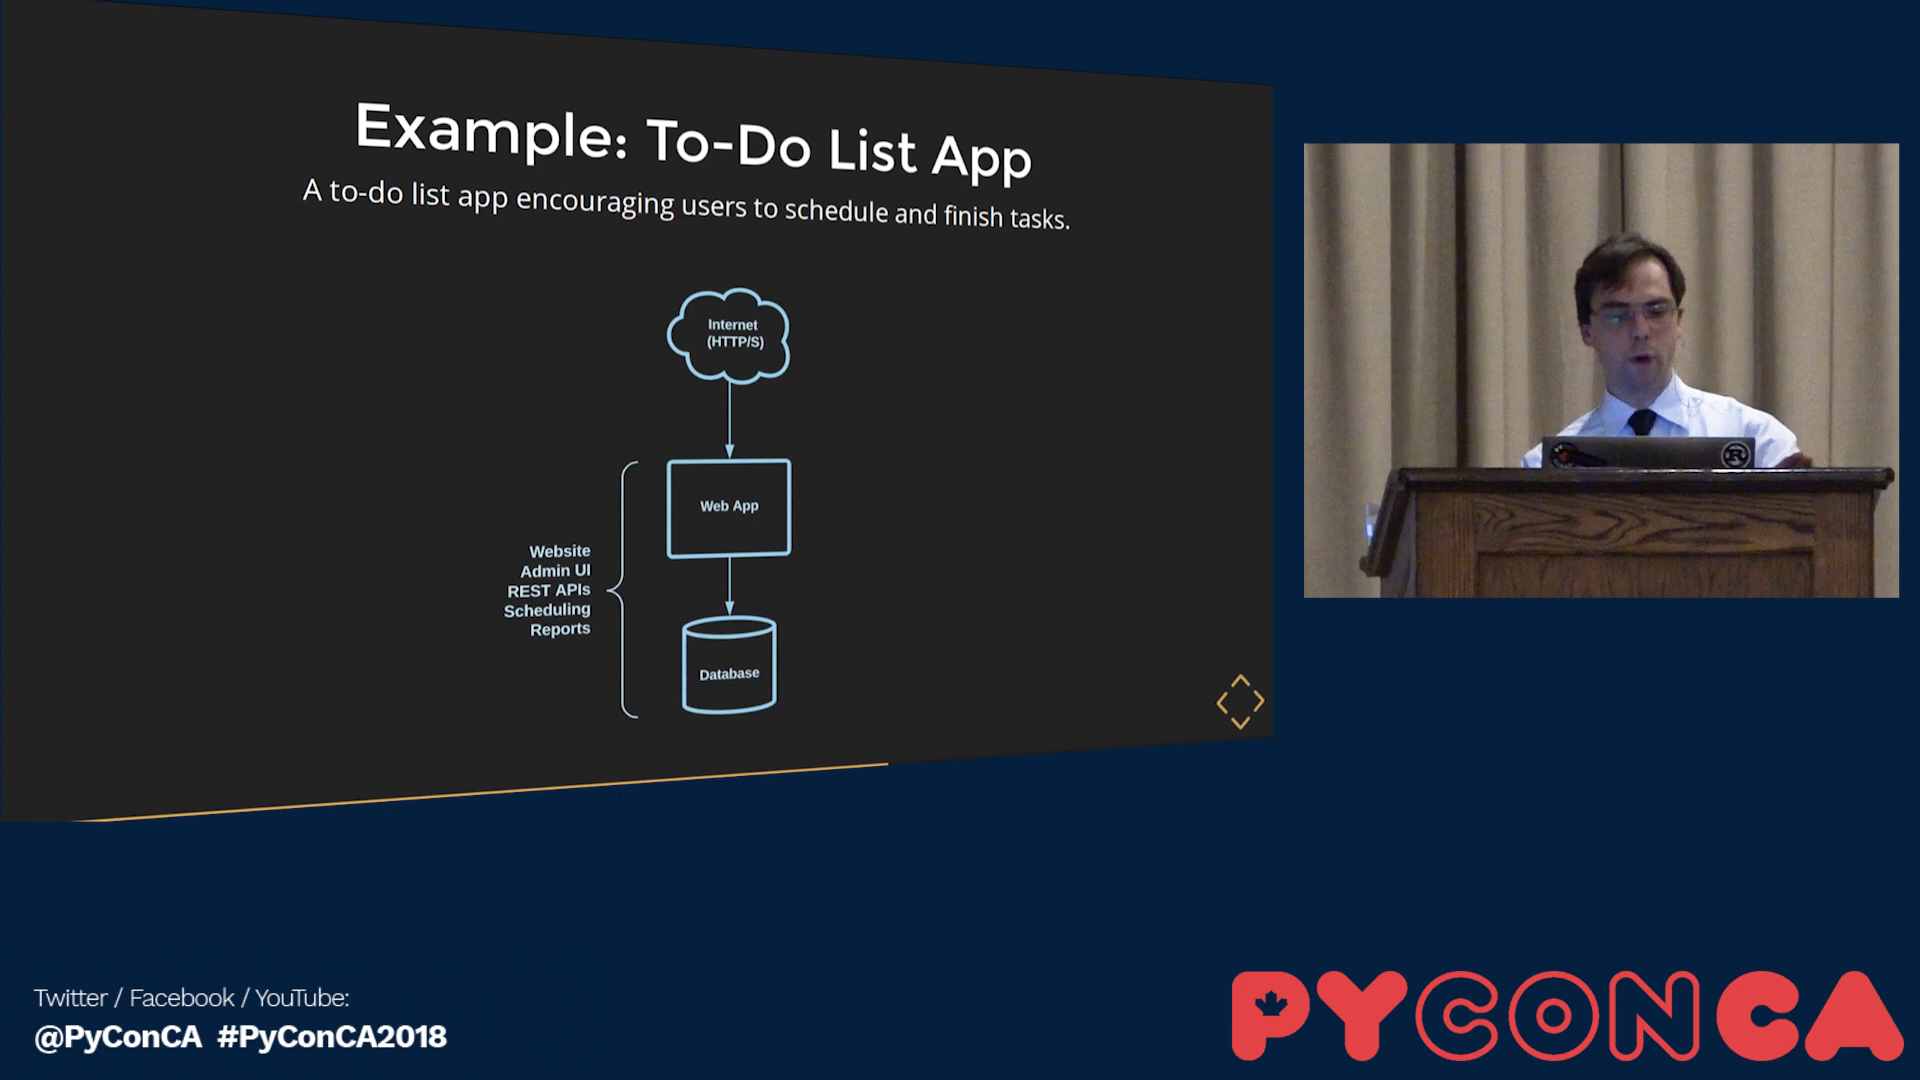 Example: To-Do List App
A to-do list app encouraging users to schedule and finish tasks.
Internet
(HTTP/S)
Web App
Website
Admin UI
REST APIs
Scheduling
Reports
Database
Twitter / Facebook / YouTube:
@PyConCA #PyConCA2018
PYCONCA